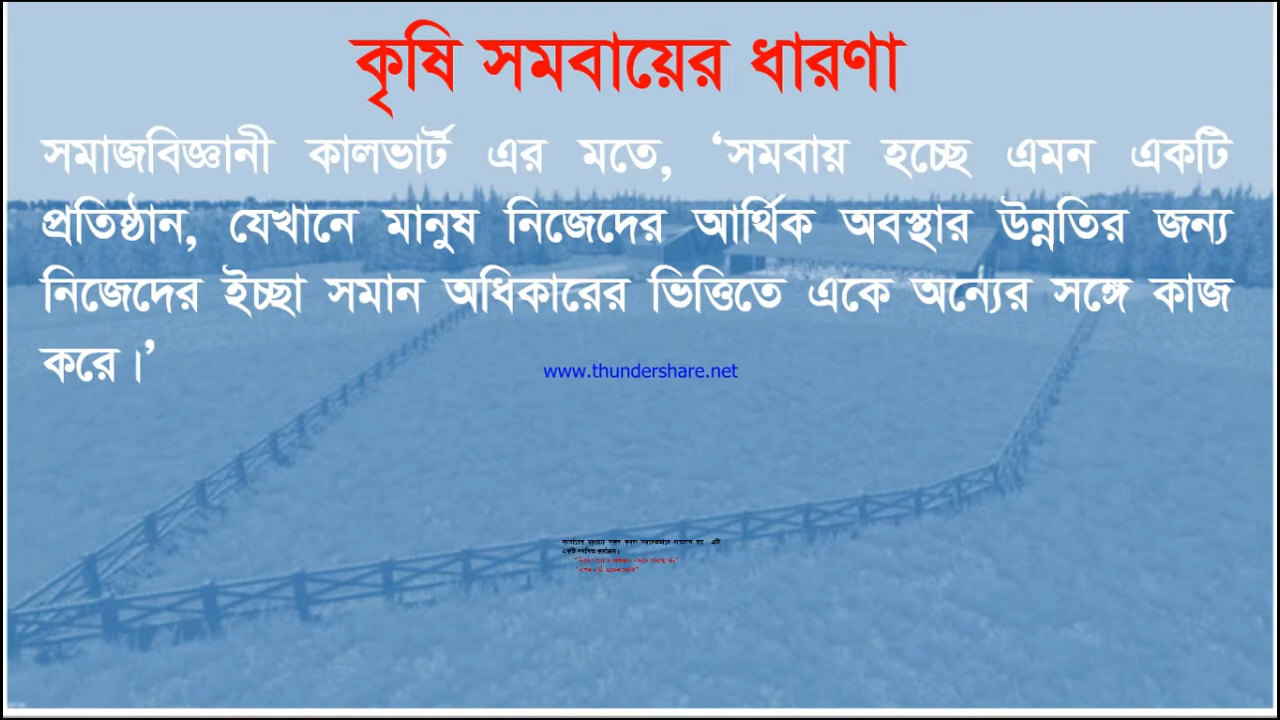 কৃষি সমবায়ের ধারণা
সমাজবিজ্ঞানী কালভার্ট এর মতে, ‘সমবায় হচ্ছে এমন একটি
প্রতিষ্ঠান, যেখানে মানুষ নিজেদের আর্থিক অবস্থার উন্নতির জন্য
নিজেদের ইচ্ছা সমান অধিকারের ভিত্তিতে একে অন্যের সঙ্গে কাজ
করে।’
www.thundershare.net